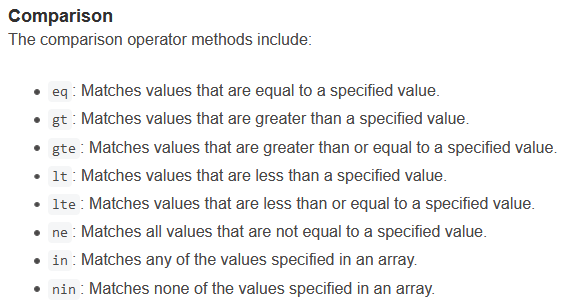 Comparison
The comparison operator methods include:
• eq : Matches values that are equal to a specified value.
• gt : Matches values that are greater than a specified value.
• gte : Matches values that are greater than or equal to a specified value.
• lt : Matches values that are less than a specified value.
• lte : Matches values that are less than or equal to a specified value.
• ne : Matches all values that are not equal to a specified value.
• in : Matches any of the values specified in an array.
• nin : Matches none of the values specified in an array.